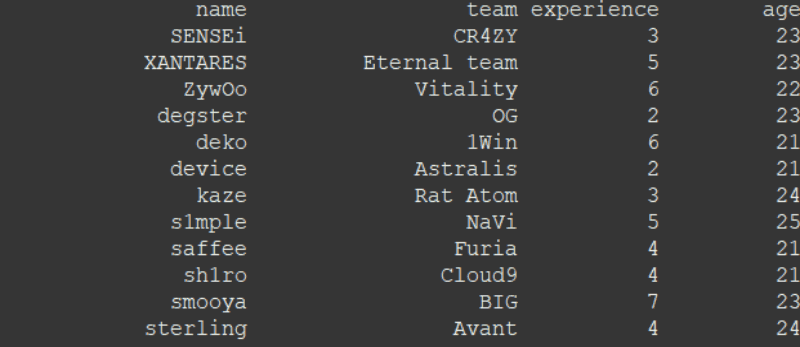 name team experience age
SENSEi CR4ZY 3 23
XANTARES Eternal team 5 23
ZywOo Vitality 6 22
degster OG 2 23
deko 1Win 6 21
device Astralis 2 21
kaze Rat Atom 3 24
s1mple NaVi 5 25
saffee Furia 4 21
sh1ro Cloud9 4 21
smooya BIG 7 23
sterling Avant 4 24